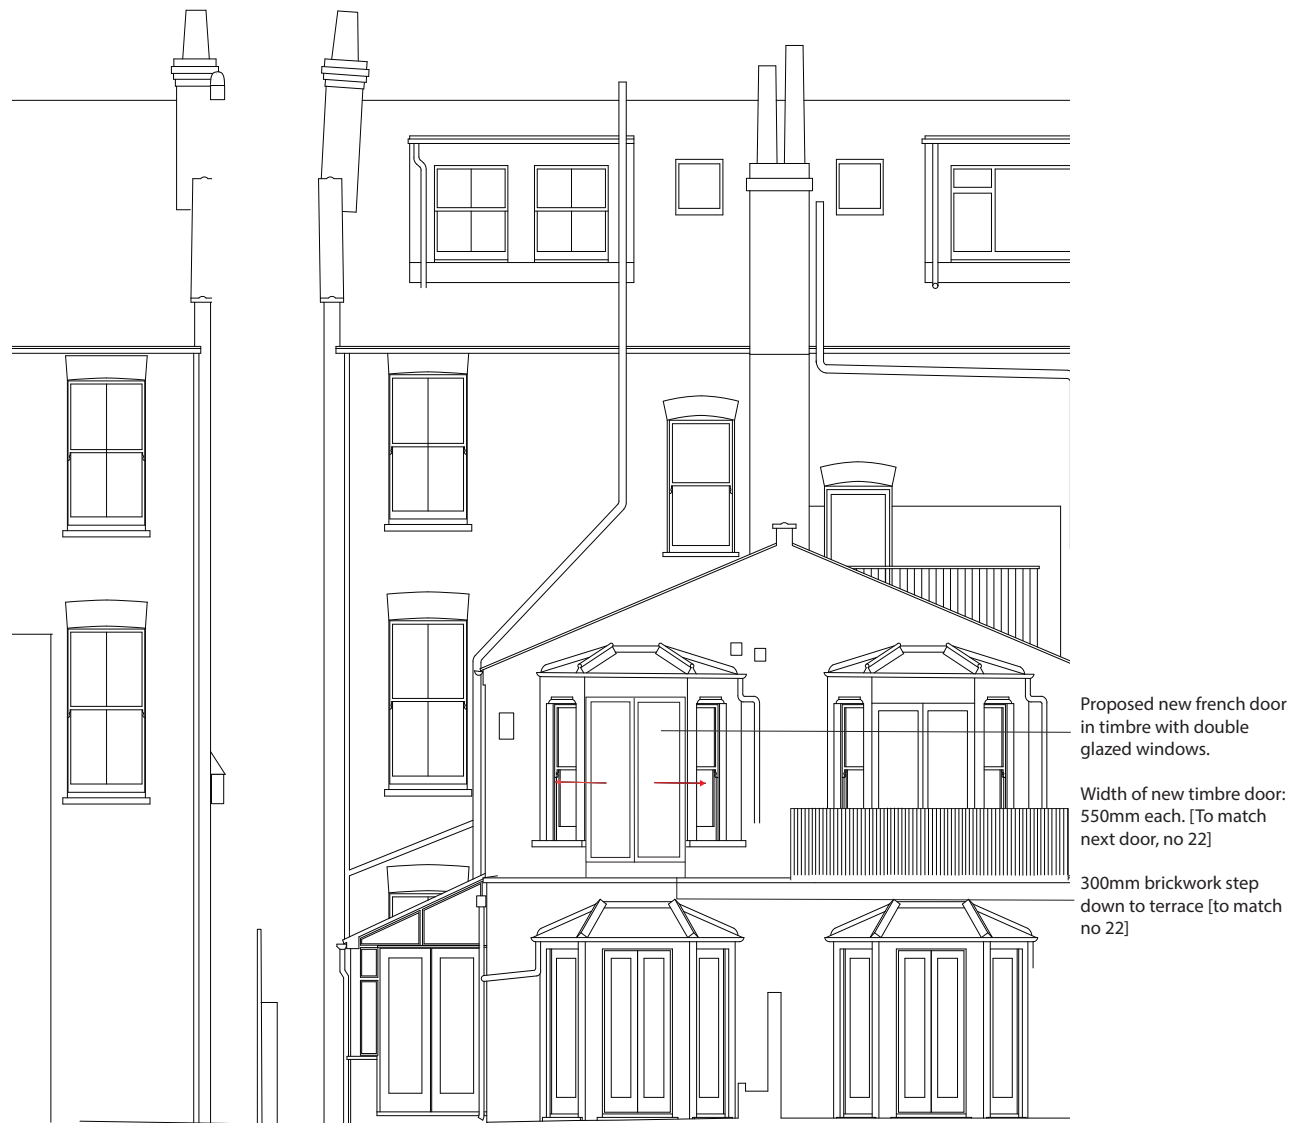 Proposed new french door
in timbre with double
glazed windows.
Width of new timbre door:
550mm each. [To match
next door, no 22]
300mm brickwork step
down to terrace [to match
no 22]